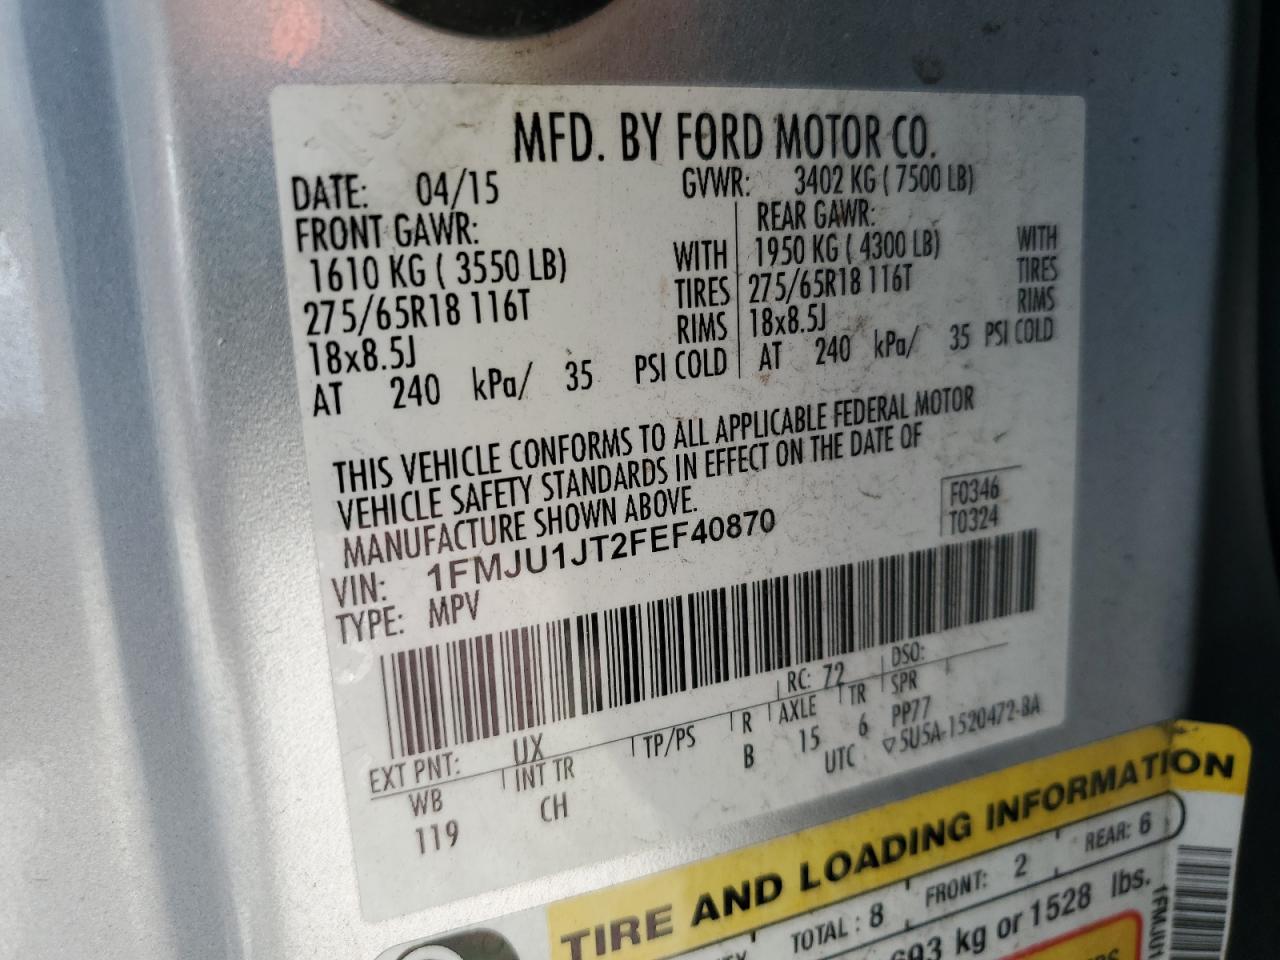 MFD. BY FORD MOTOR CO.
DATE: 04/15 GVWR: 3402 KG ( 7500 LB)
FRONT GAWR: REAR GAWR:
1610 KG ( 3550 LB) WITH 1950 KG ( 4300 LB) WITH
275/65R18 116T TIRES 275/65R18 116T TIRES
18x8.5J RIMS 18x8.5J RIMS
AT 240 kPa/ 35 PSI COLD AT 240 kPa/ 35 PSI COLD
THIS VEHICLE CONFORMS TO ALL APPLICABLE FEDERAL MOTOR
VEHICLE SAFETY STANDARDS IN EFFECT ON THE DATE OF
MANUFACTURE SHOWN ABOVE.
F0346
T0324
VIN: 1FMJU1JT2FEF40870
TYPE: MPV
EXT PNT: UX RC: 72 DSO:
WB INT TR TP/PS R AXLE TR SPR
119 CH B 15 6 PP77
UTC ▽5U5A-1520472-BA
TIRE AND LOADING INFORMATION
TOTAL : 8 FRONT: 2 REAR: 6
693 kg or 1528 lbs.
1FMJU1